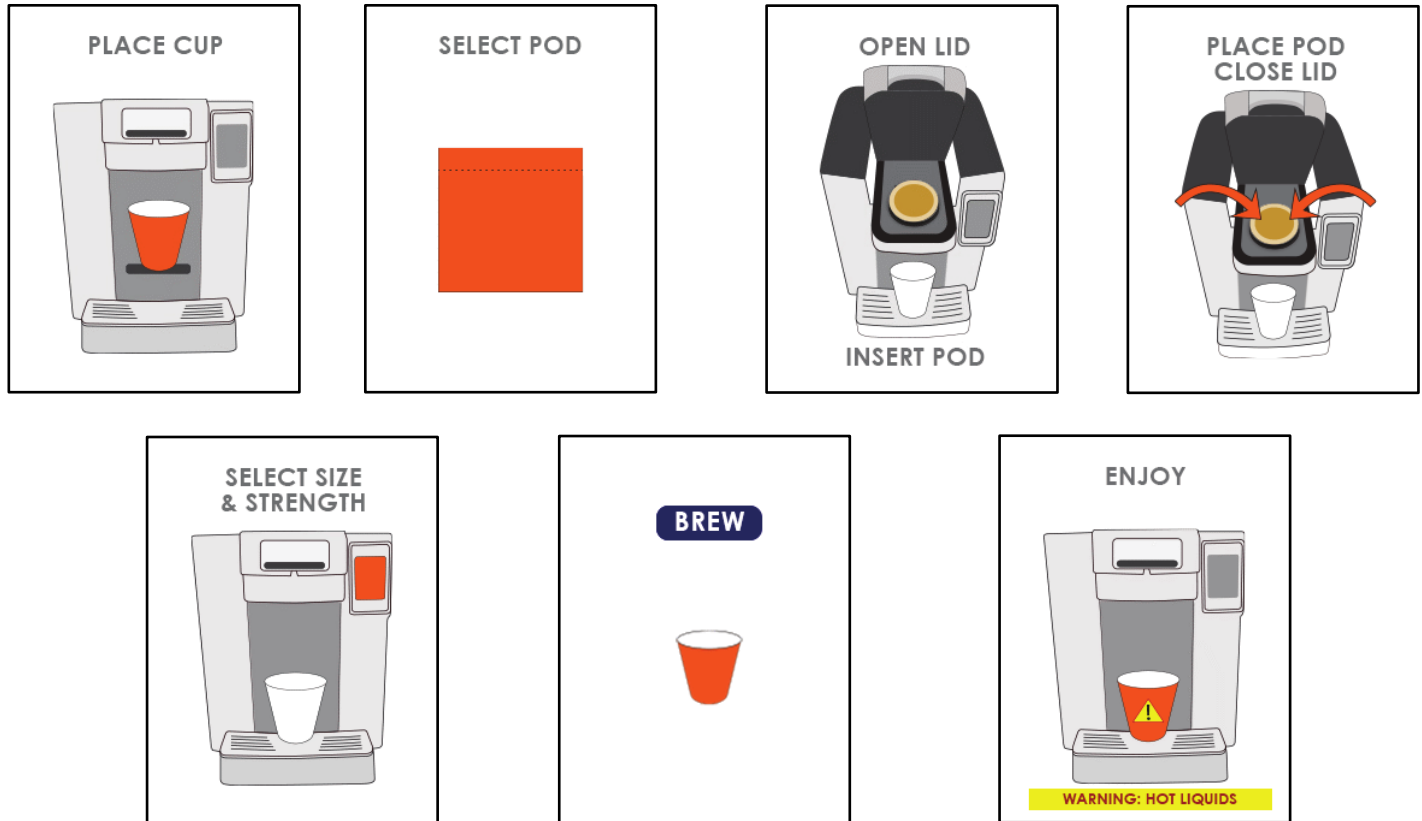 PLACE CUP
SELECT POD
OPEN LID
INSERT POD
PLACE POD
CLOSE LID
SELECT SIZE
& STRENGTH
BREW
ENJOY
!
WARNING: HOT LIQUIDS